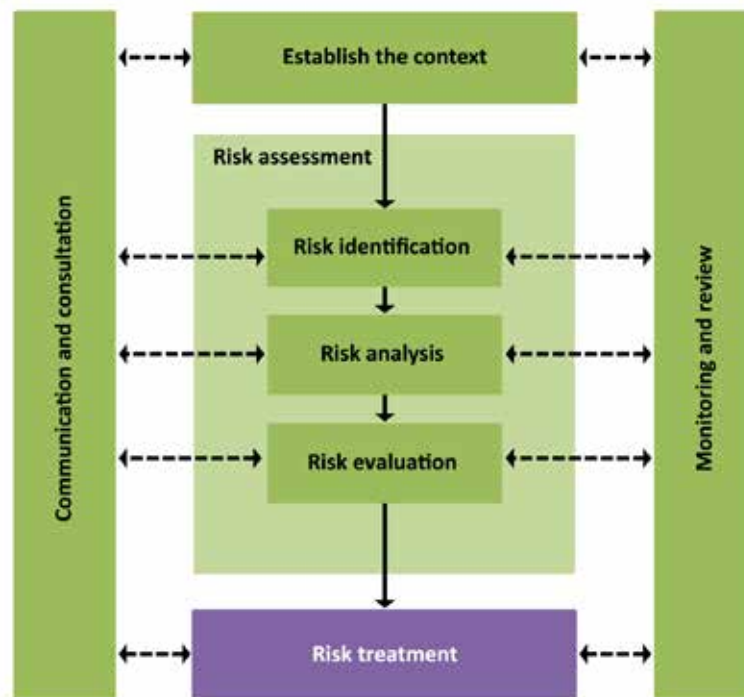 Establish the context
Risk assessment
Communication and consultation
Risk identification
Risk analysis
Risk evaluation
Monitoring and review
Risk treatment